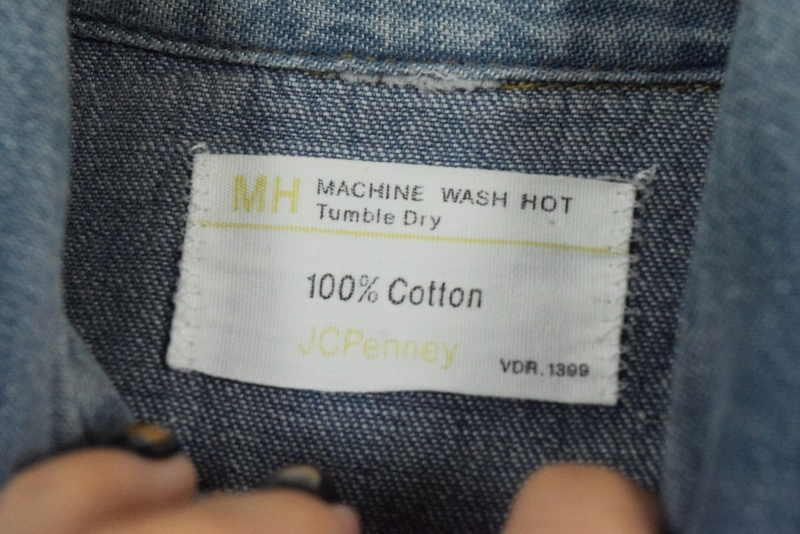 MH MACHINE WASH HOT
Tumble Dry
100% Cotton
JCPenney
VDR. 1399